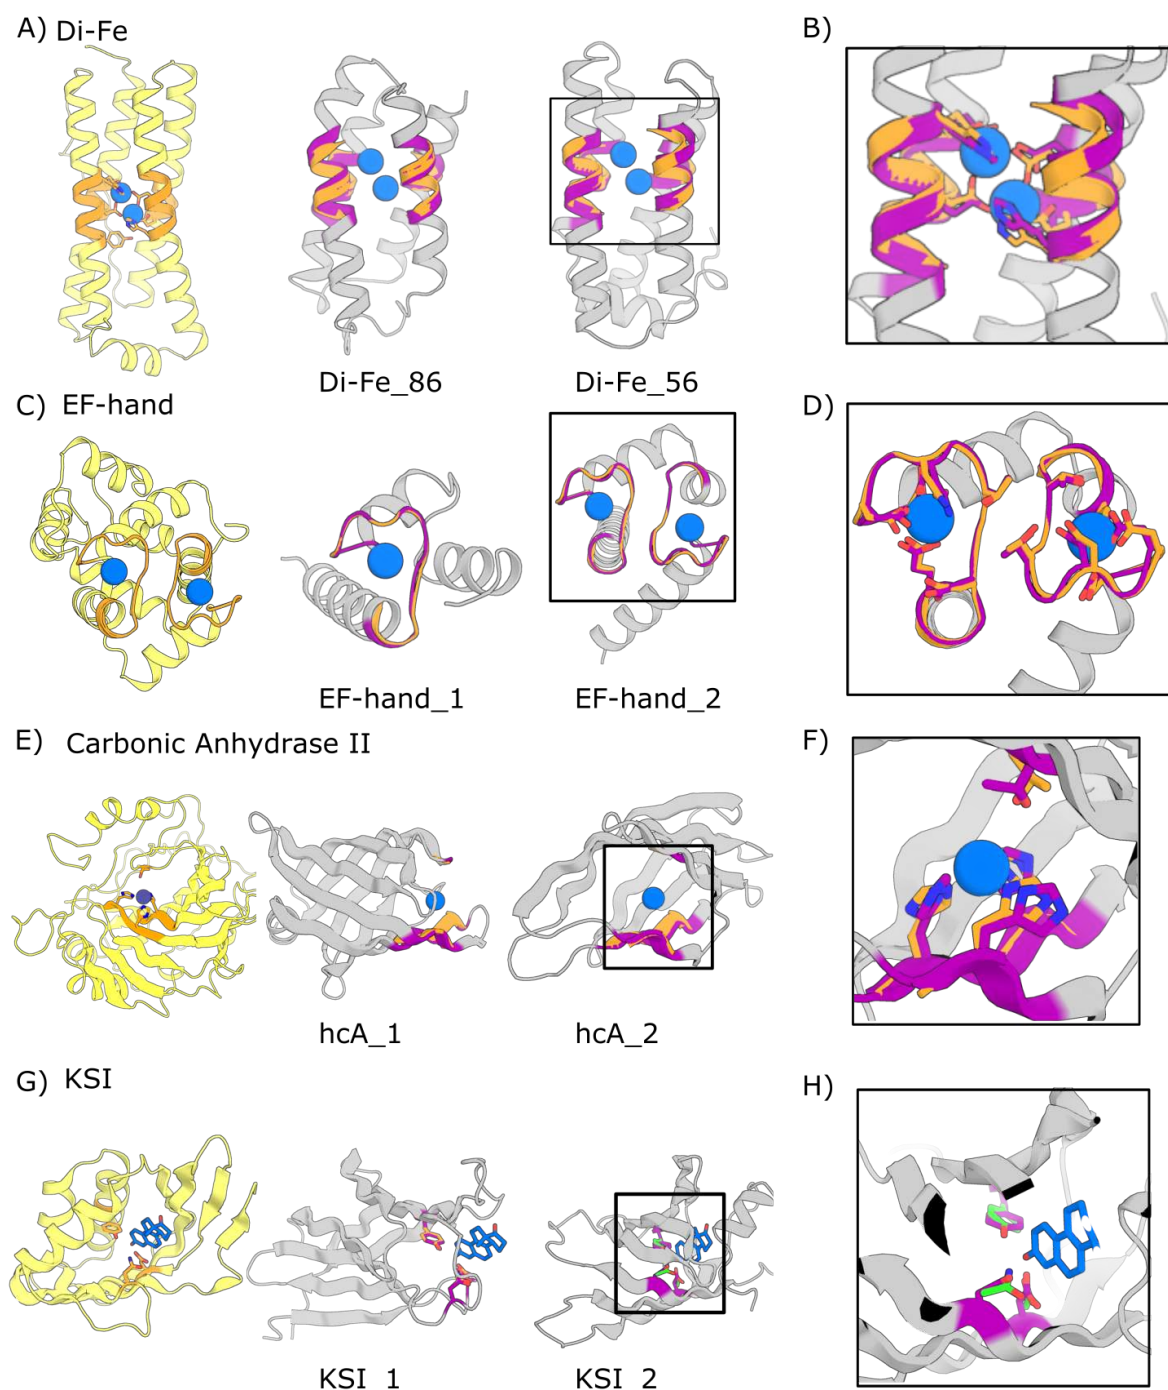 A) Di-Fe
B)
Di-Fe_86
Di-Fe_56
C) EF-hand
D)
EF-hand_1
EF-hand_2
E) Carbonic Anhydrase II
F)
hcA_1
hcA_2
G) KSI
H)
KSI_1
KSI_2